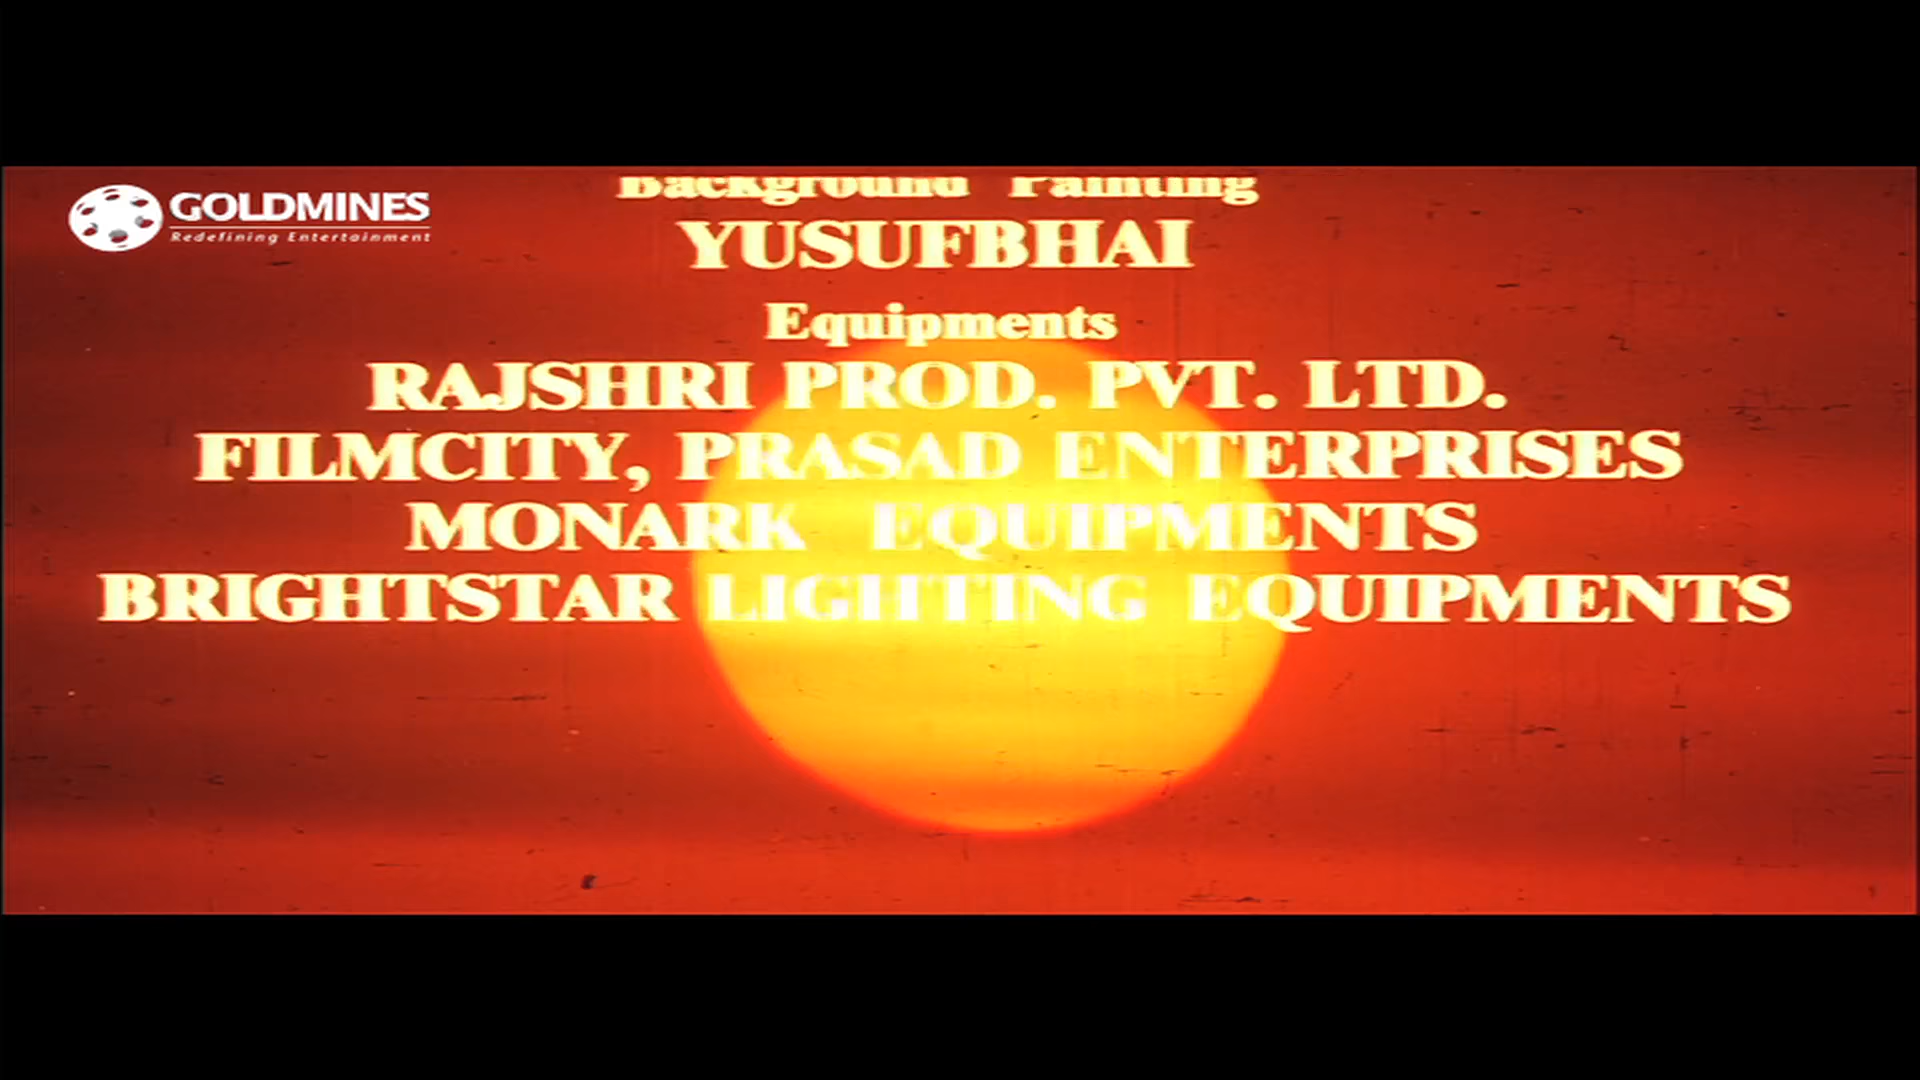 GOLDMINES
Redefining Entertainment
Background Painting
YUSUFBHAI
Equipments
RAJSHRI PROD. PVT. LTD.
FILMCITY, PRASAD ENTERPRISES
MONARK EQUIPMENTS
BRIGHTSTAR LIGHTING EQUIPMENTS